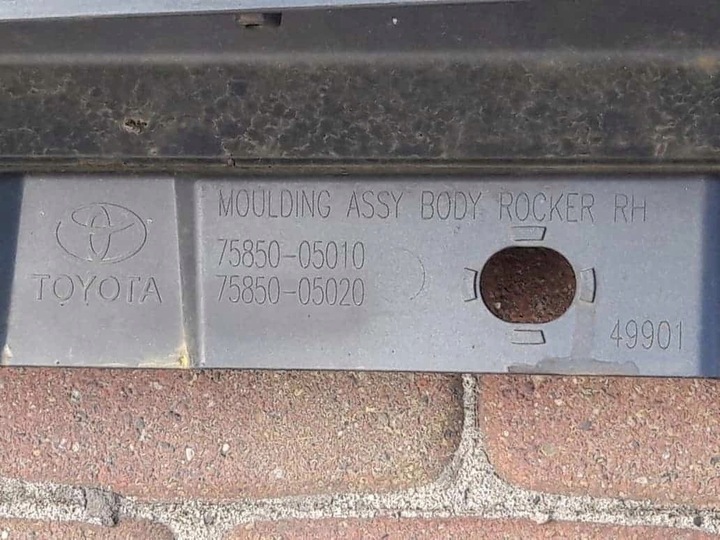 MOULDING ASSY BODY ROCKER RH
75850-05010
75850-05020
TOYOTA
49901